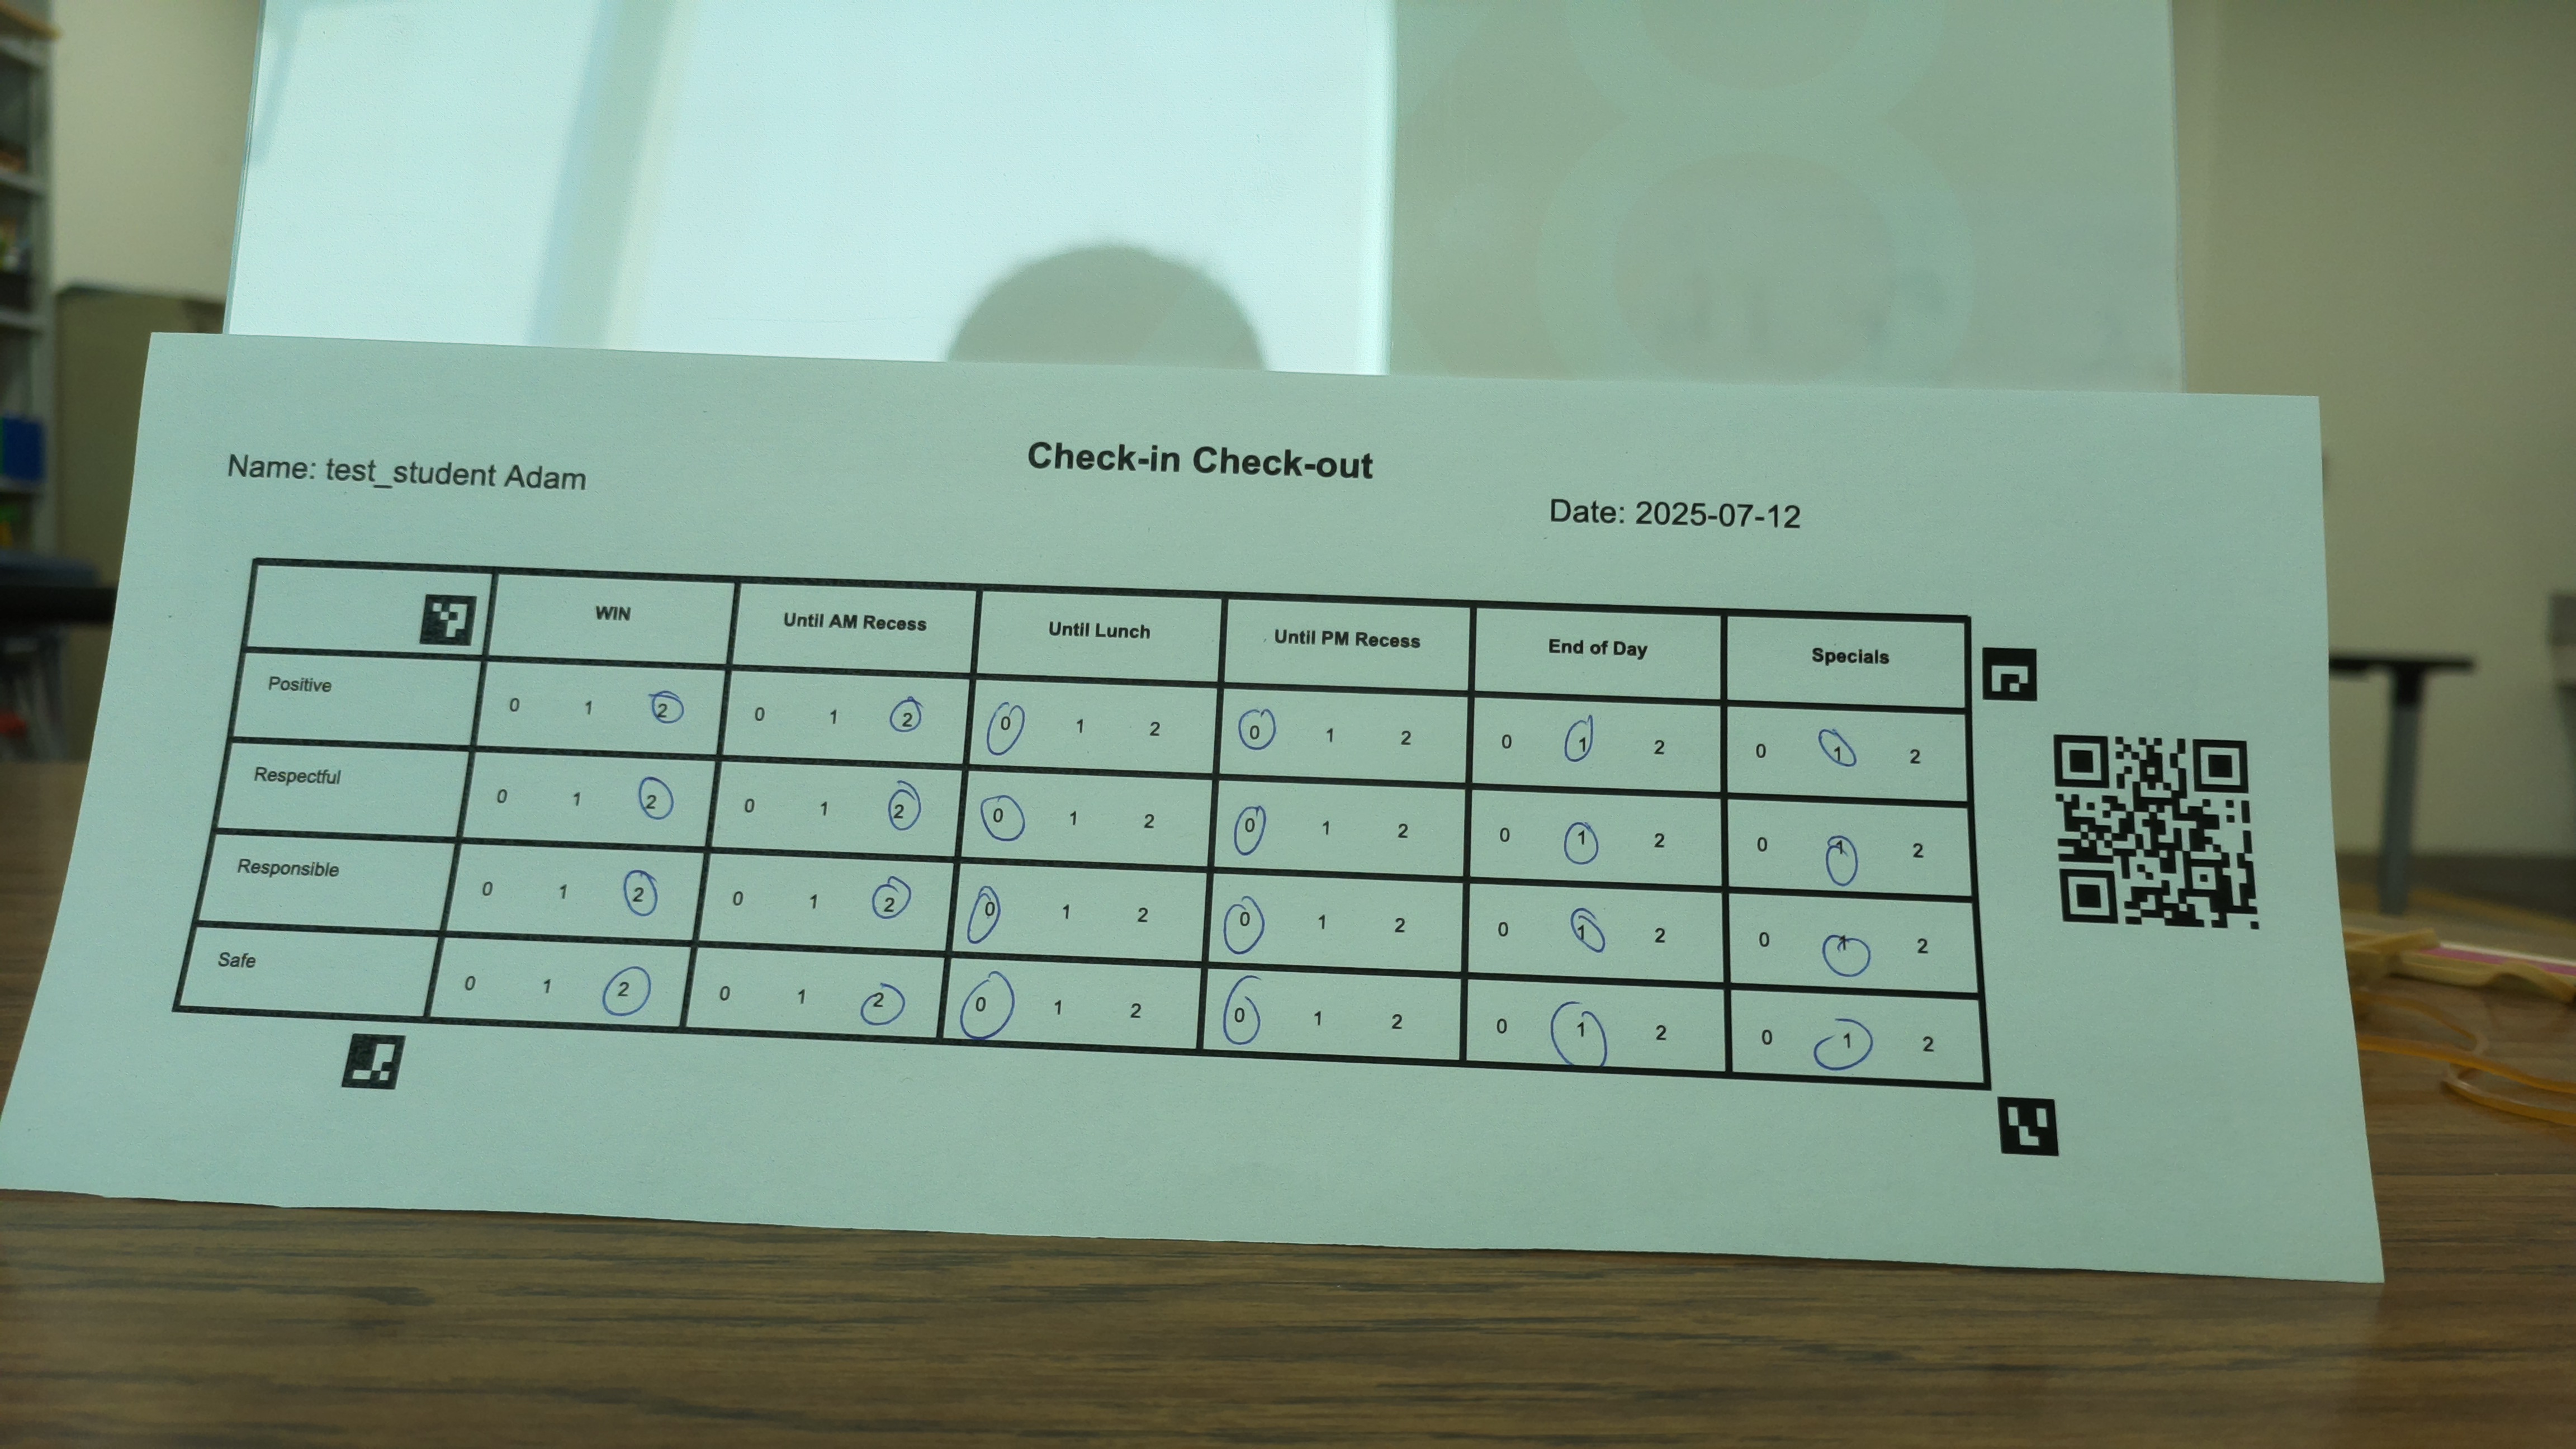 Check-in Check-out
Name: test_student Adam
Date: 2025-07-12
WIN Until AM Recess Until Lunch Until PM Recess End of Day Specials
Positive 0 1 2 0 1 2 0 1 2 0 1 2 0 1 2 0 1 2
Respectful 0 1 2 0 1 2 0 1 2 0 1 2 0 1 2 0 1 2
Responsible 0 1 2 0 1 2 0 1 2 0 1 2 0 1 2 0 1 2
Safe 0 1 2 0 1 2 0 1 2 0 1 2 0 1 2 0 1 2